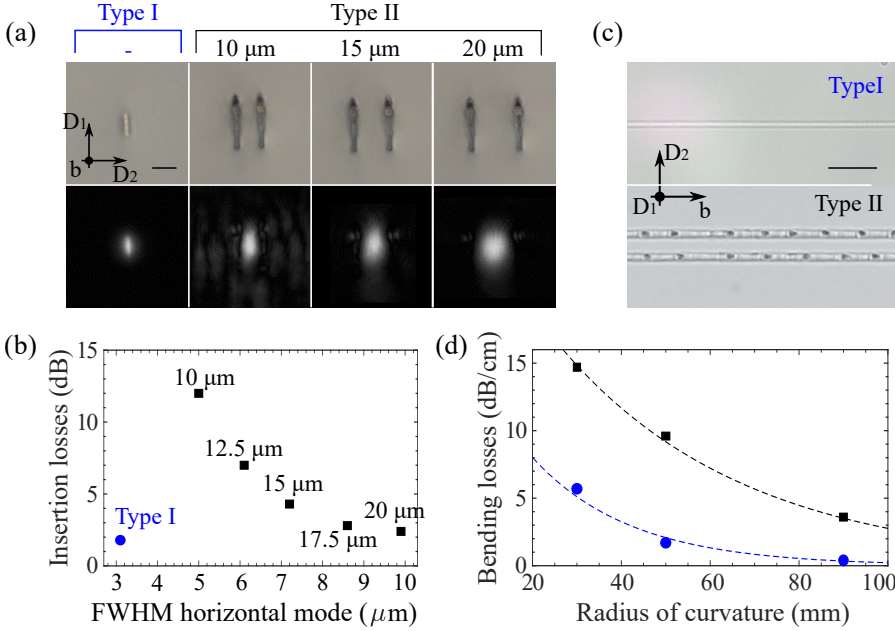 Type I
Type II
(a)
-
10 μm
15 μm
20 μm
D1
b
D2
(c)
TypeI
D2
D1
b
Type II
(b)
Insertion losses (dB)
15
10
5
0
10 μm
12.5 μm
15 μm
17.5 μm
20 μm
Type I
3
4
5
6
7
8
9
10
FWHM horizontal mode (μm)
(d)
Bending losses (dB/cm)
15
10
5
0
20
40
60
80
100
Radius of curvature (mm)